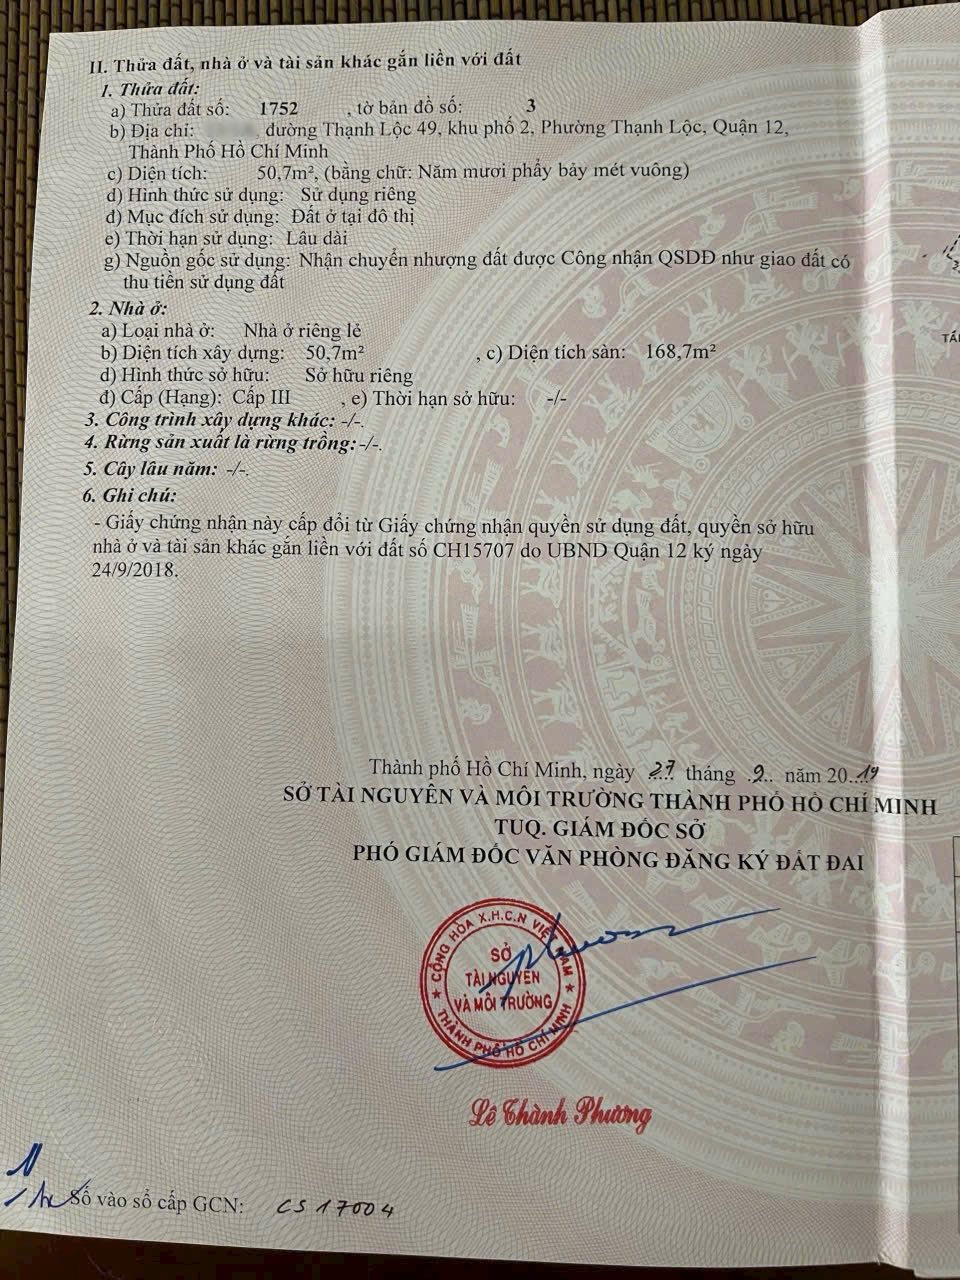 II. Thửa đất, nhà ở và tài sản khác gắn liền với đất
1. Thửa đất:
a) Thửa đất số: 1752 , tờ bản đồ số: 3
b) Địa chỉ: , đường Thạnh Lộc 49, khu phố 2, Phường Thạnh Lộc, Quận 12,
Thành Phố Hồ Chí Minh
c) Diện tích: 50,7m², (bằng chữ: Năm mươi phẩy bảy mét vuông)
d) Hình thức sử dụng: Sử dụng riêng
đ) Mục đích sử dụng: Đất ở tại đô thị
e) Thời hạn sử dụng: Lâu dài
g) Nguồn gốc sử dụng: Nhận chuyển nhượng đất được Công nhận QSDĐ như giao đất có
thu tiền sử dụng đất
2. Nhà ở:
a) Loại nhà ở: Nhà ở riêng lẻ
b) Diện tích xây dựng: 50,7m² , c) Diện tích sàn: 168,7m²
d) Hình thức sở hữu: Sở hữu riêng
đ) Cấp (Hạng): Cấp III , e) Thời hạn sở hữu: -/-
3. Công trình xây dựng khác: -/-.
4. Rừng sản xuất là rừng trồng: -/-.
5. Cây lâu năm: -/-.
6. Ghi chú:
- Giấy chứng nhận này cấp đổi từ Giấy chứng nhận quyền sử dụng đất, quyền sở hữu
nhà ở và tài sản khác gắn liền với đất số CH15707 do UBND Quận 12 ký ngày
24/9/2018.
Thành phố Hồ Chí Minh, ngày 27 tháng 9 năm 2019
SỞ TÀI NGUYÊN VÀ MÔI TRƯỜNG THÀNH PHỐ HỒ CHÍ MINH
TUQ. GIÁM ĐỐC SỞ
PHÓ GIÁM ĐỐC VĂN PHÒNG ĐĂNG KÝ ĐẤT ĐAI
CỘNG HÒA X.H.C.N VIỆT NAM
SỞ
TÀI NGUYÊN
VÀ MÔI TRƯỜNG
THÀNH PHỐ HỒ CHÍ MINH
Lê Thành Phương
Số vào sổ cấp GCN: CS 17004